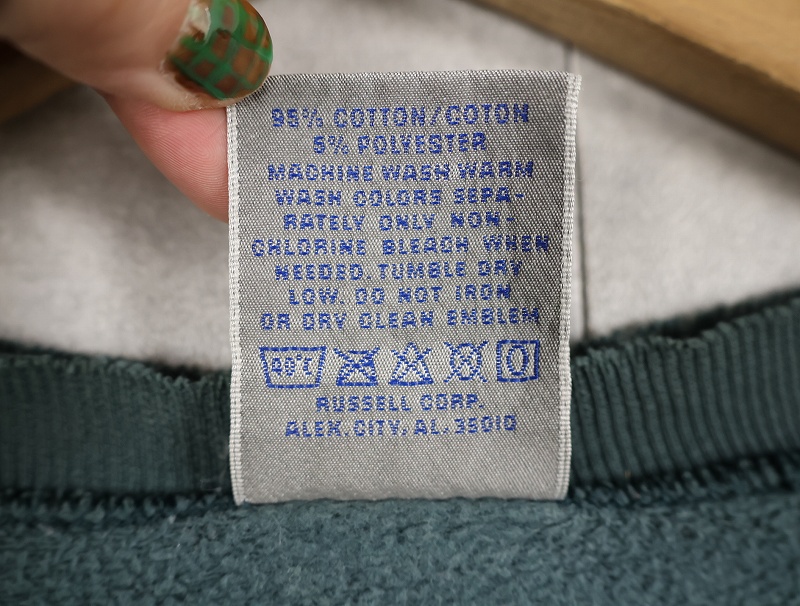 95% COTTON/COTON
5% POLYESTER
MACHINE WASH WARM
WASH COLORS SEPA-
RATELY ONLY NON-
CHLORINE BLEACH WHEN
NEEDED. TUMBLE DRY
LOW. DO NOT IRON
OR DRY CLEAN EMBLEM
40°C
RUSSELL CORP.
ALEX. CITY, AL. 35010